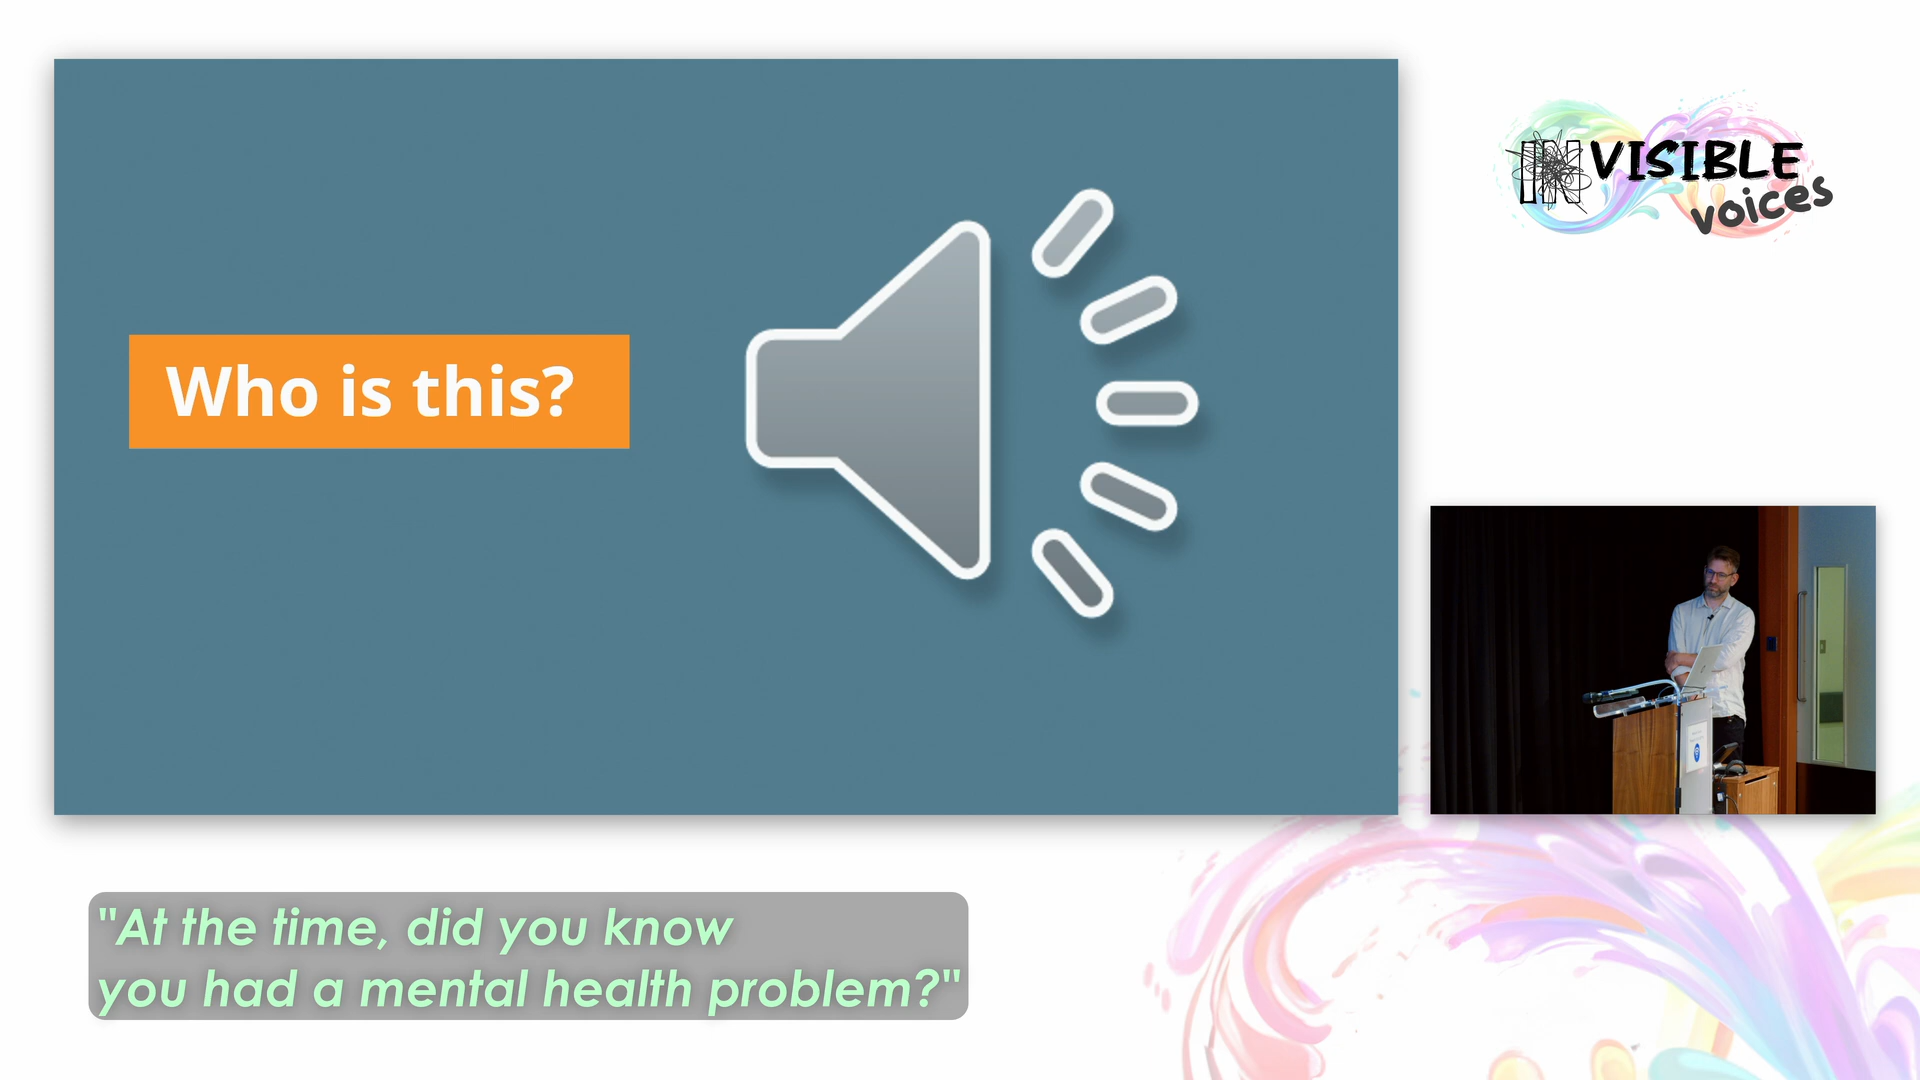 Who is this?
INVISIBLE
voices
"At the time, did you know
you had a mental health problem?"